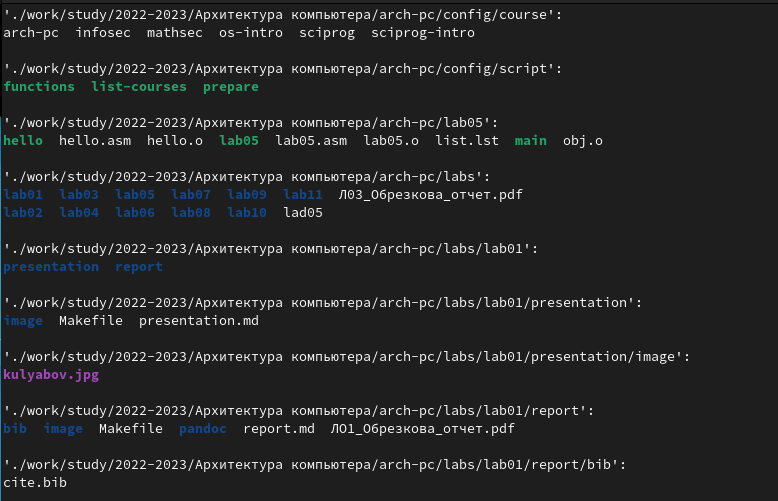 './work/study/2022-2023/Архитектура компьютера/arch-pc/config/course':
arch-pc  infosec  mathsec  os-intro  sciprog  sciprog-intro
'./work/study/2022-2023/Архитектура компьютера/arch-pc/config/script':
functions  list-courses  prepare
'./work/study/2022-2023/Архитектура компьютера/arch-pc/lab05':
hello  hello.asm  hello.o  lab05  lab05.asm  lab05.o  list.lst  main  obj.o
'./work/study/2022-2023/Архитектура компьютера/arch-pc/labs':
lab01  lab03  lab05  lab07  lab09  lab11  Л03_Обрезкова_отчет.pdf
lab02  lab04  lab06  lab08  lab10  lad05
'./work/study/2022-2023/Архитектура компьютера/arch-pc/labs/lab01':
presentation  report
'./work/study/2022-2023/Архитектура компьютера/arch-pc/labs/lab01/presentation':
image  Makefile  presentation.md
'./work/study/2022-2023/Архитектура компьютера/arch-pc/labs/lab01/presentation/image':
kulyabov.jpg
'./work/study/2022-2023/Архитектура компьютера/arch-pc/labs/lab01/report':
bib  image  Makefile  pandoc  report.md  ЛО1_Обрезкова_отчет.pdf
'./work/study/2022-2023/Архитектура компьютера/arch-pc/labs/lab01/report/bib':
cite.bib